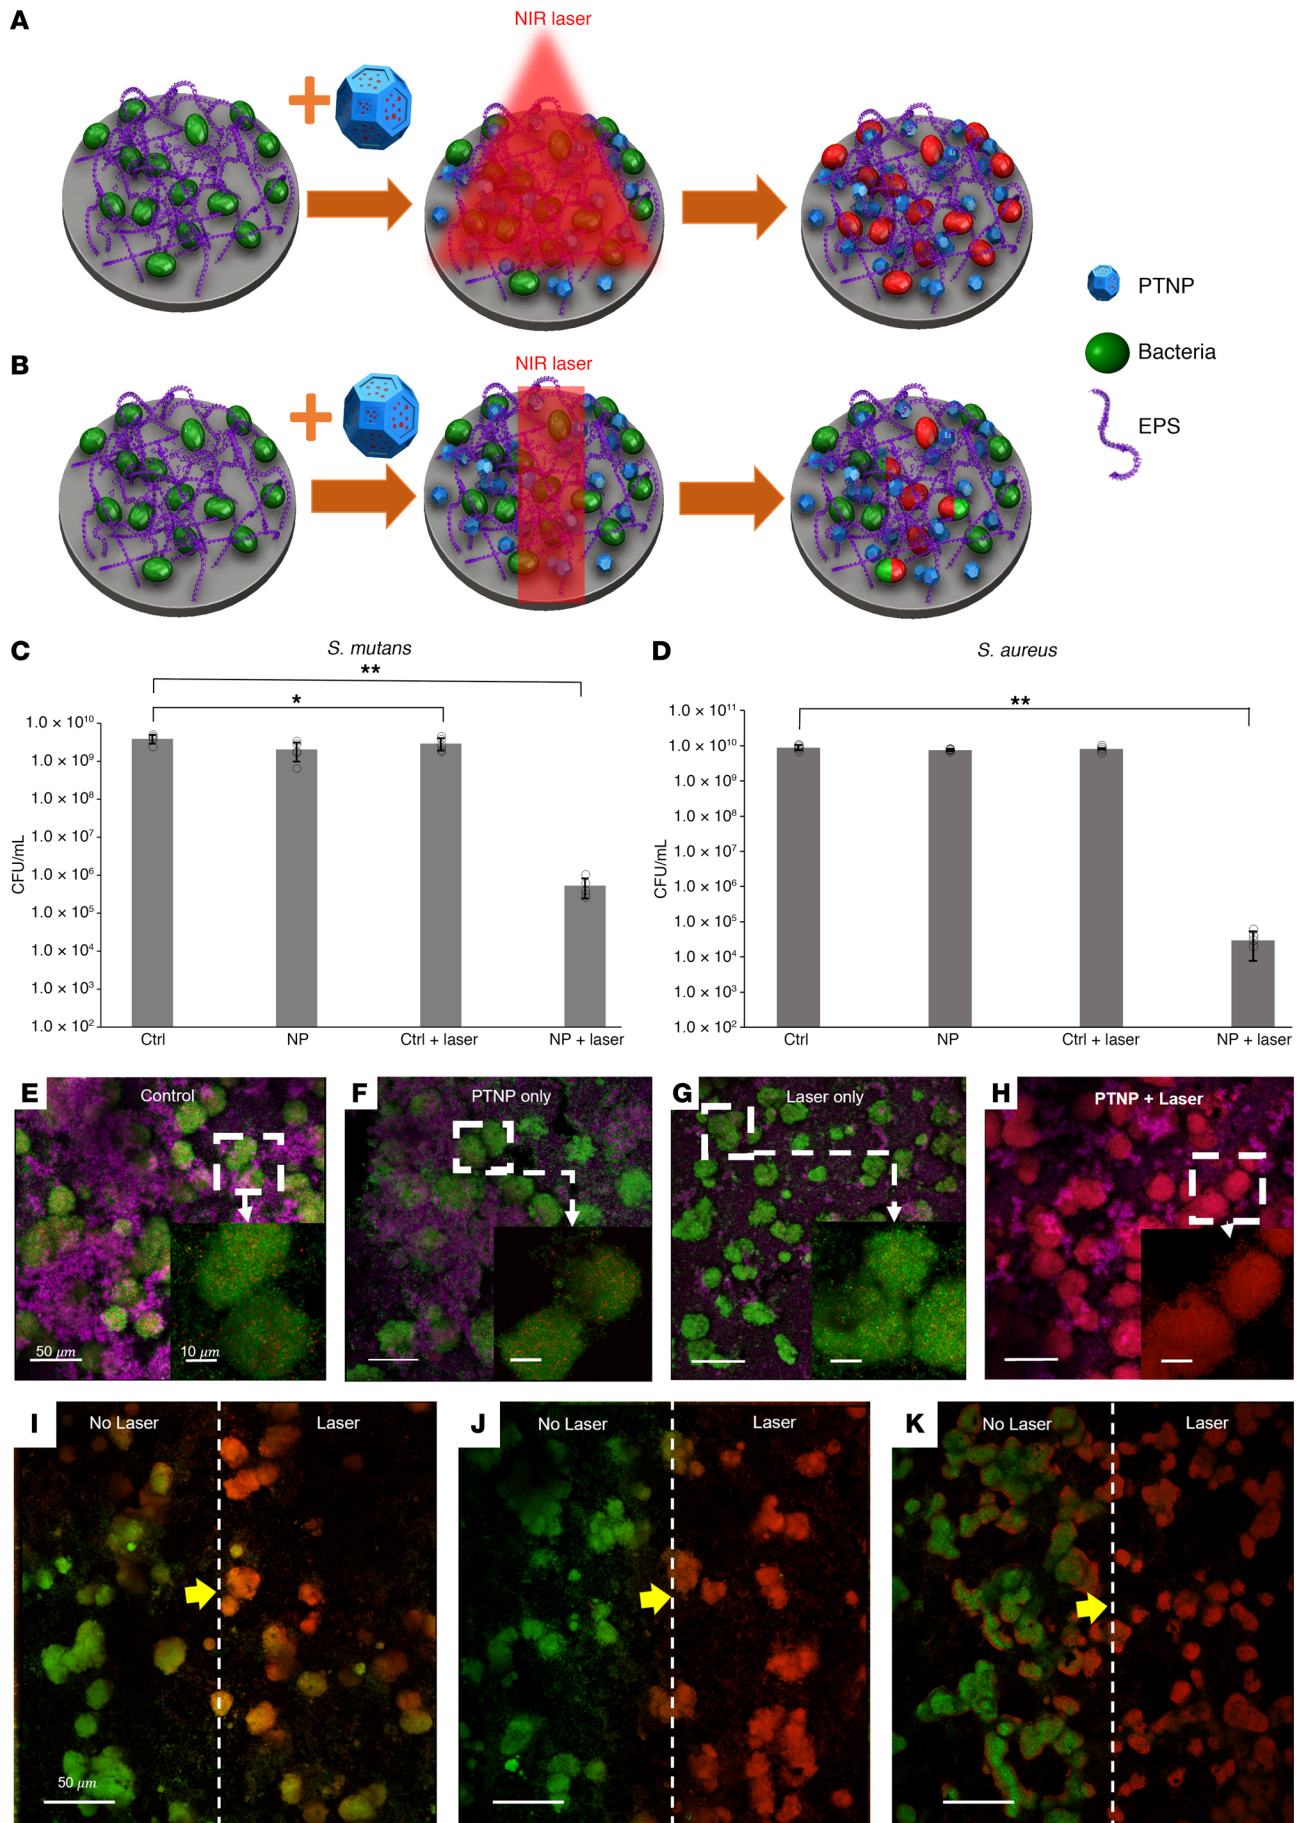 A
NIR laser
PTNP
Bacteria
EPS
B
NIR laser
C
S. mutans
**
*
1.0 × 10¹⁰
1.0 × 10⁹
1.0 × 10⁸
1.0 × 10⁷
1.0 × 10⁶
1.0 × 10⁵
1.0 × 10⁴
1.0 × 10³
1.0 × 10²
CFU/mL
Ctrl
NP
Ctrl + laser
NP + laser
D
S. aureus
**
1.0 × 10¹¹
1.0 × 10¹⁰
1.0 × 10⁹
1.0 × 10⁸
1.0 × 10⁷
1.0 × 10⁶
1.0 × 10⁵
1.0 × 10⁴
1.0 × 10³
1.0 × 10²
CFU/mL
Ctrl
NP
Ctrl + laser
NP + laser
E
Control
50 μm
10 μm
F
PTNP only
G
Laser only
H
PTNP + Laser
I
No Laser
Laser
50 μm
J
No Laser
Laser
K
No Laser
Laser